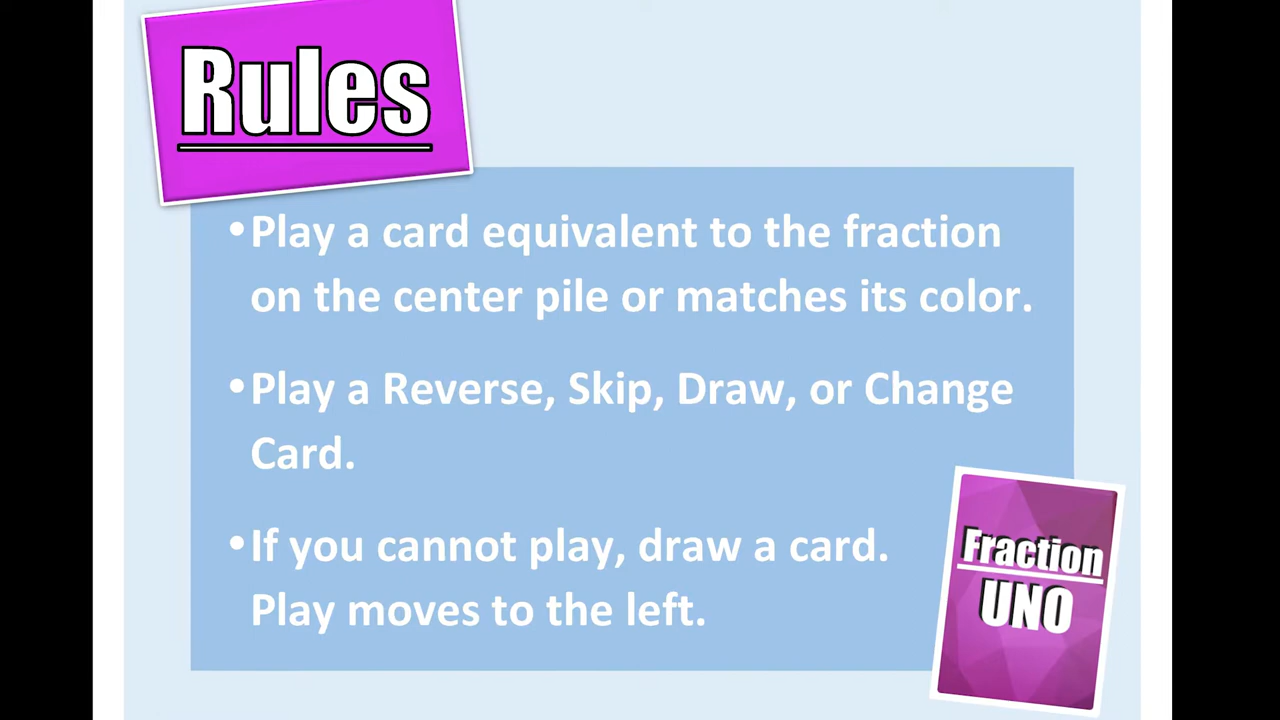 Rules
•Play a card equivalent to the fraction
on the center pile or matches its color.
•Play a Reverse, Skip, Draw, or Change
Card.
•If you cannot play, draw a card.
Play moves to the left.
Fraction
UNO